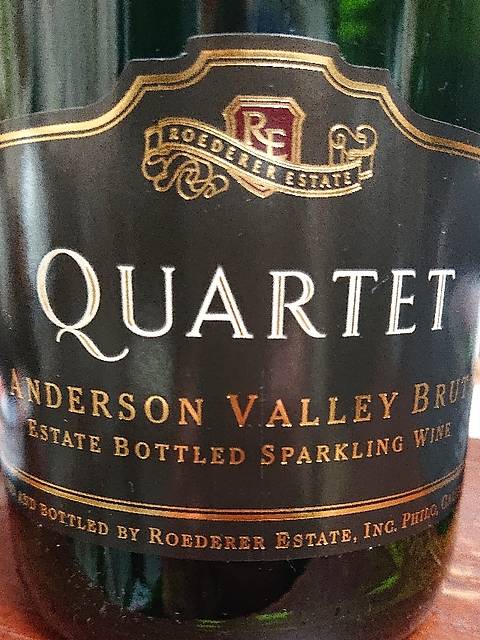 RE
ROEDERER ESTATE
QUARTET
ANDERSON VALLEY BRUT
ESTATE BOTTLED SPARKLING WINE
AND BOTTLED BY ROEDERER ESTATE, INC. PHILO,